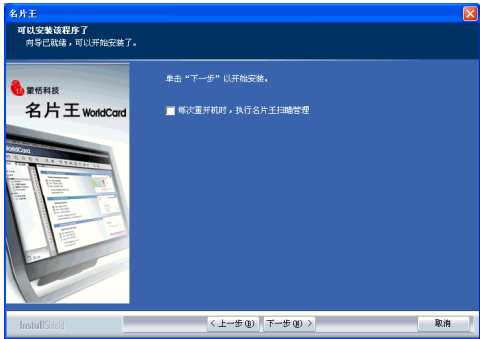 名片王
可以安装该程序了
向导已就绪，可以开始安装了。
蒙恬科技
名片王 WorldCard
单击“下一步”以开始安装。
每次重开机时，执行名片王扫瞄管理
InstallShield
< 上一步(B)
下一步(N) >
取消